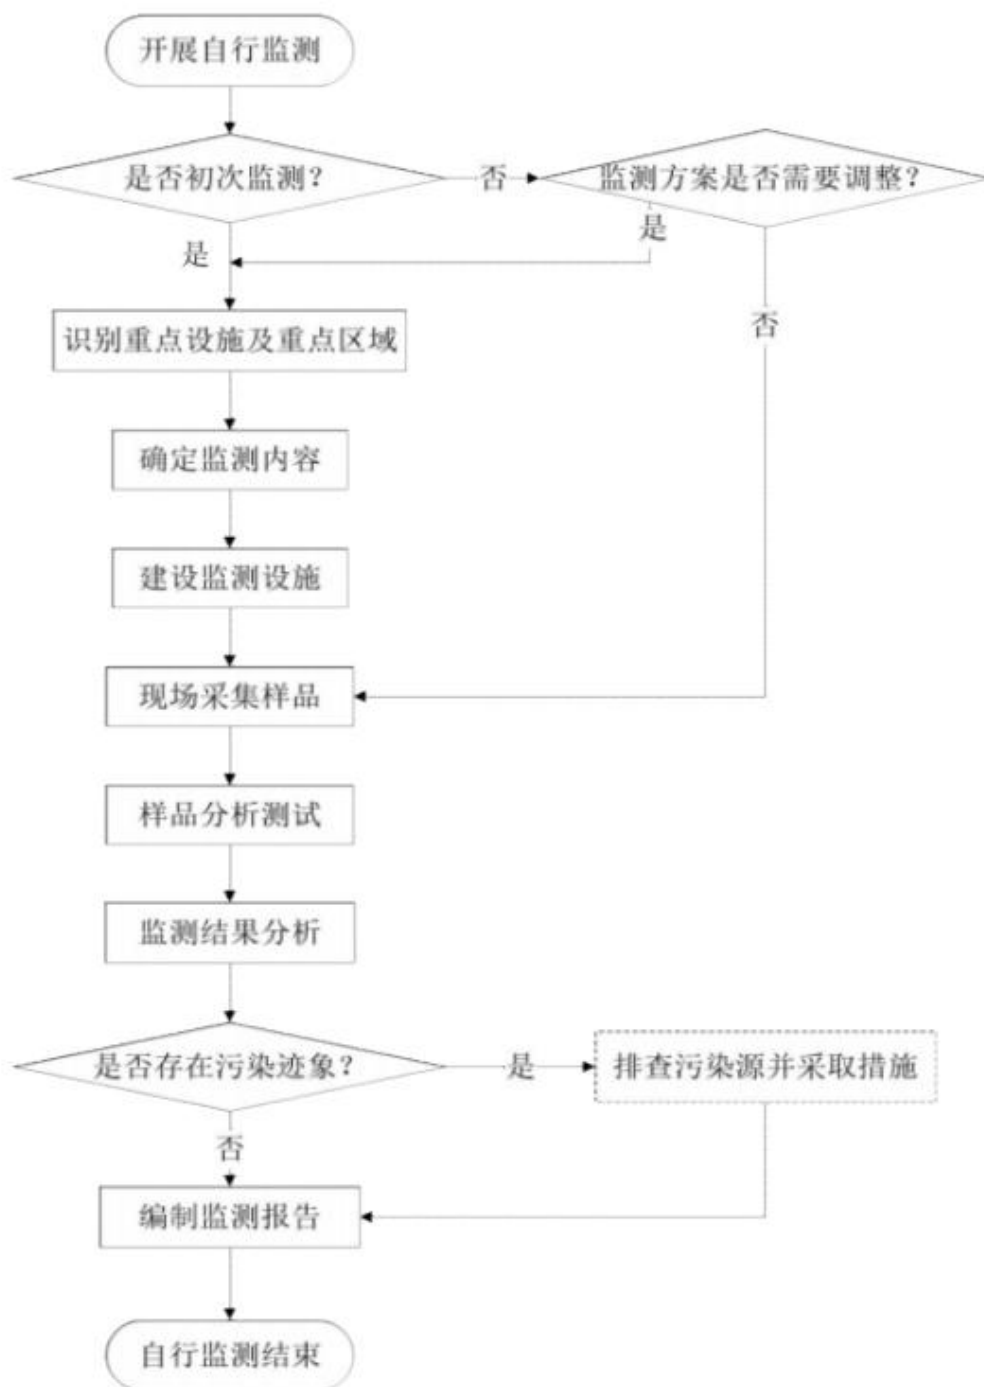 开展自行监测
是否初次监测？
否
监测方案是否需要调整？
是
是
否
识别重点设施及重点区域
确定监测内容
建设监测设施
现场采集样品
样品分析测试
监测结果分析
是否存在污染迹象？
是
排查污染源并采取措施
否
编制监测报告
自行监测结束